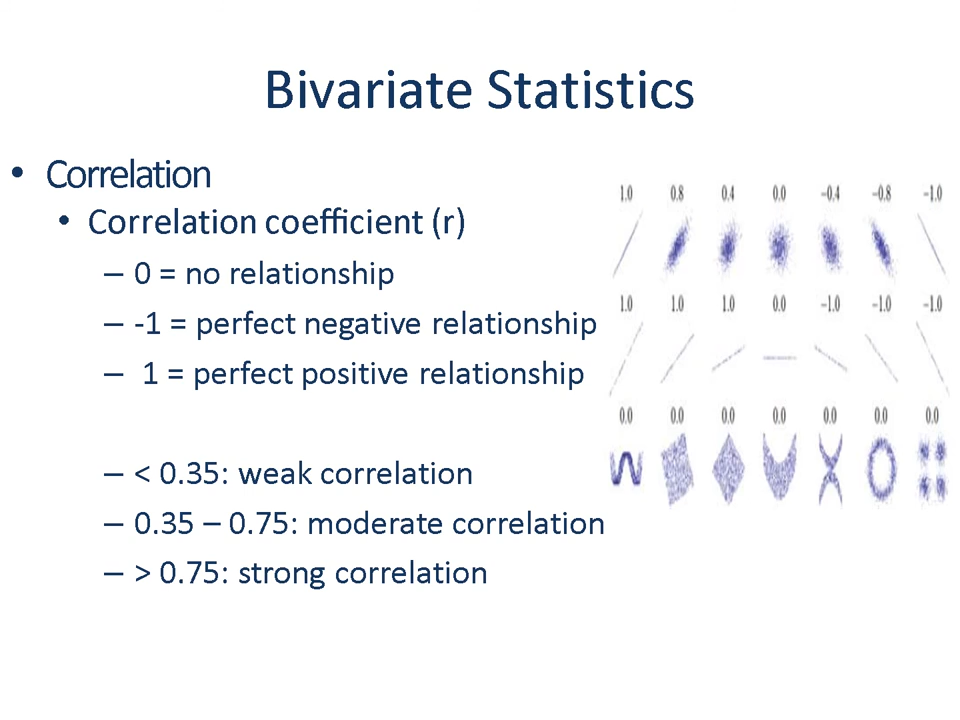 Bivariate Statistics
• Correlation
• Correlation coefficient (r)
– 0 = no relationship
– -1 = perfect negative relationship
– 1 = perfect positive relationship
– < 0.35: weak correlation
– 0.35 – 0.75: moderate correlation
– > 0.75: strong correlation
1.0 0.8 0.4 0.0 −0.4 −0.8 −1.0
1.0 1.0 1.0 0.0 −1.0 −1.0 −1.0
0.0 0.0 0.0 0.0 0.0 0.0 0.0